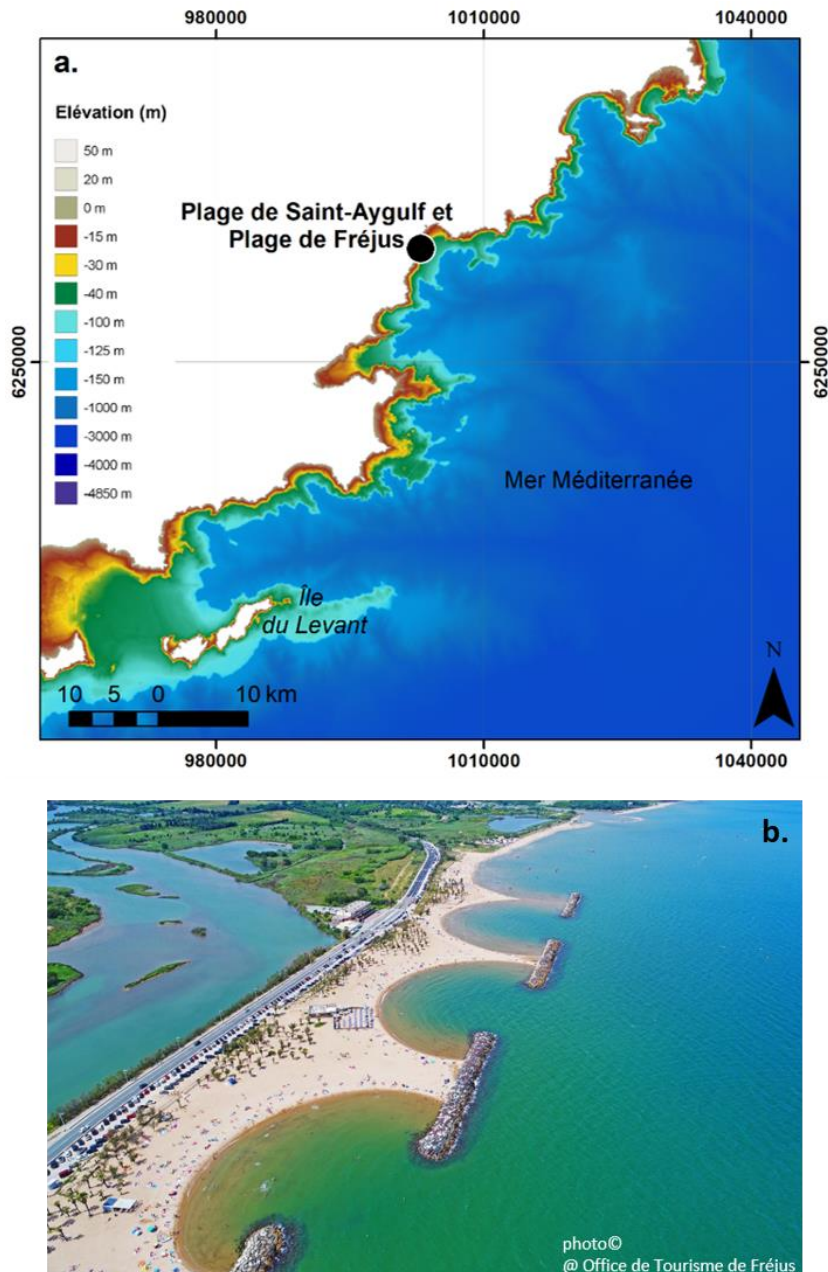 980000 1010000 1040000
a.
Elévation (m)
50 m
20 m
0 m
-15 m
-30 m
-40 m
-100 m
-125 m
-150 m
-1000 m
-3000 m
-4000 m
-4850 m
Plage de Saint-Aygulf et
Plage de Fréjus
6250000
6250000
Mer Méditerranée
Île
du Levant
10 5 0 10 km
N
980000 1010000 1040000
b.
photo©
@ Office de Tourisme de Fréjus